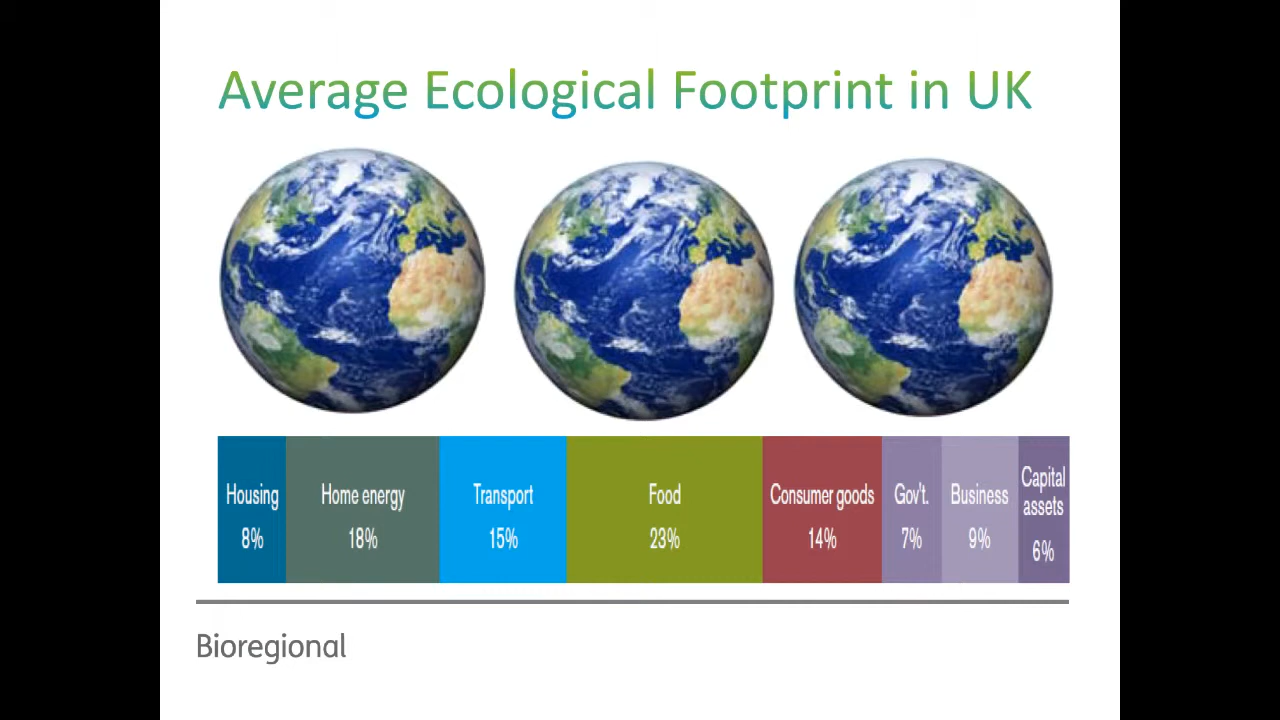 Average Ecological Footprint in UK
Housing
8%
Home energy
18%
Transport
15%
Food
23%
Consumer goods
14%
Gov't.
7%
Business
9%
Capital
assets
6%
Bioregional